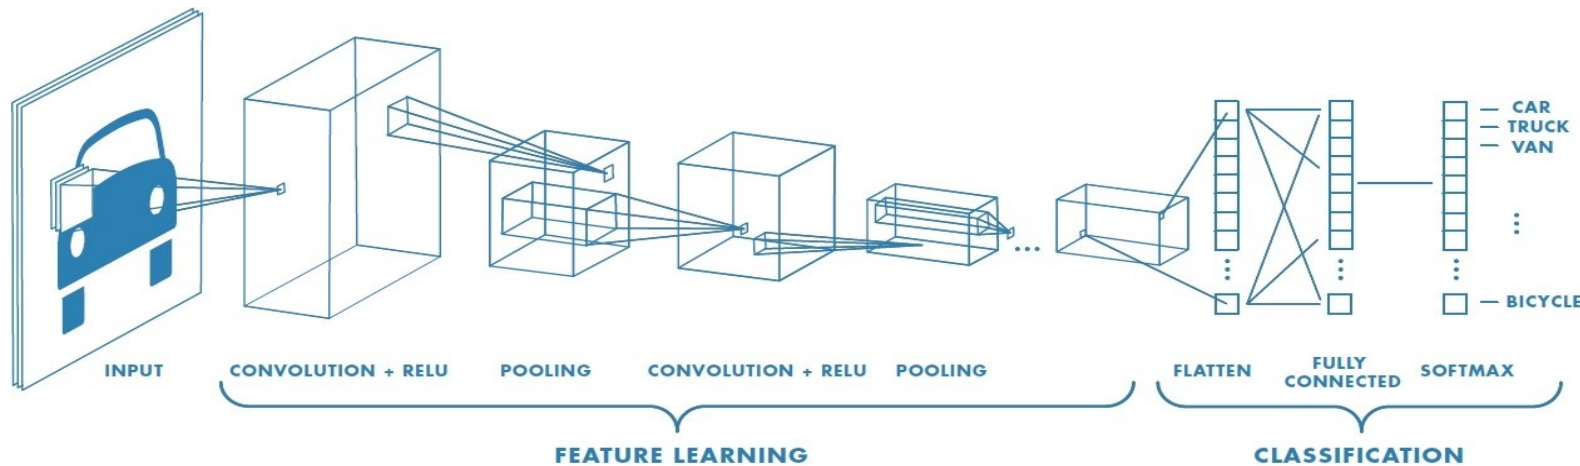 CAR
TRUCK
VAN
BICYCLE
INPUT
CONVOLUTION + RELU
POOLING
CONVOLUTION + RELU
POOLING
FLATTEN
FULLY
CONNECTED
SOFTMAX
FEATURE LEARNING
CLASSIFICATION